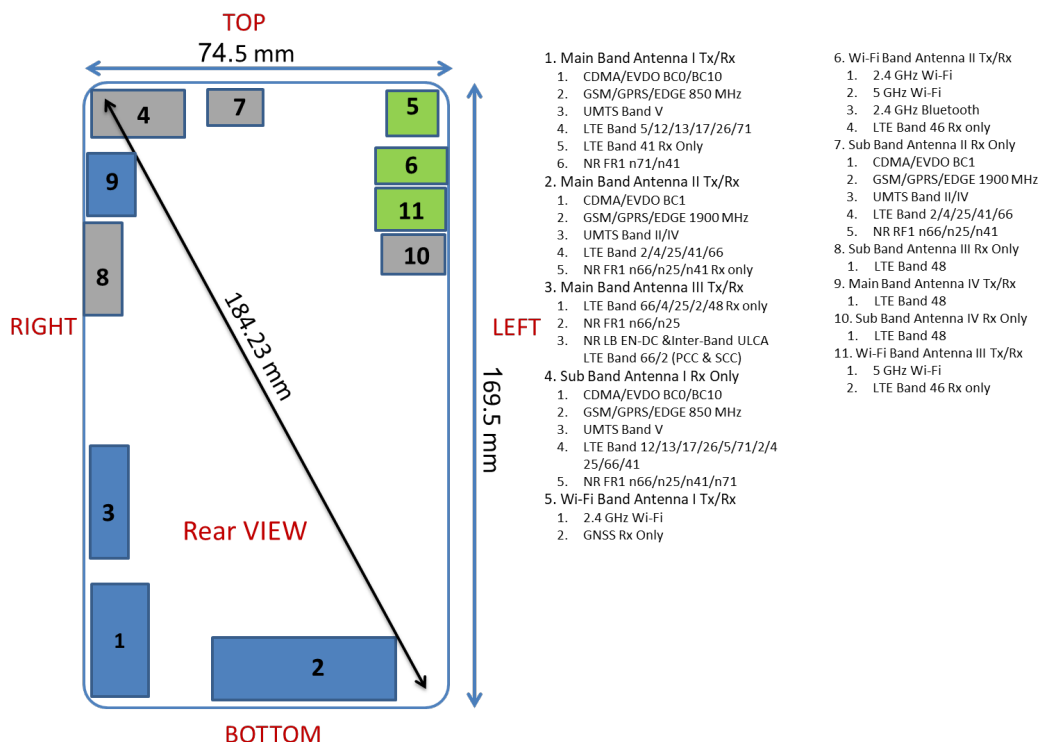 TOP
74.5 mm
4
7
5
9
6
11
8
10
RIGHT
LEFT
184.23 mm
169.5 mm
3
Rear VIEW
1
2
BOTTOM
1. Main Band Antenna I Tx/Rx
1. CDMA/EVDO BC0/BC10
2. GSM/GPRS/EDGE 850 MHz
3. UMTS Band V
4. LTE Band 5/12/13/17/26/71
5. LTE Band 41 Rx Only
6. NR FR1 n71/n41
2. Main Band Antenna II Tx/Rx
1. CDMA/EVDO BC1
2. GSM/GPRS/EDGE 1900 MHz
3. UMTS Band II/IV
4. LTE Band 2/4/25/41/66
5. NR FR1 n66/n25/n41 Rx only
3. Main Band Antenna III Tx/Rx
1. LTE Band 66/4/25/2/48 Rx only
2. NR FR1 n66/n25
3. NR LB EN-DC &Inter-Band ULCA
LTE Band 66/2 (PCC & SCC)
4. Sub Band Antenna I Rx Only
1. CDMA/EVDO BC0/BC10
2. GSM/GPRS/EDGE 850 MHz
3. UMTS Band V
4. LTE Band 12/13/17/26/5/71/2/4
25/66/41
5. NR FR1 n66/n25/n41/n71
5. Wi-Fi Band Antenna I Tx/Rx
1. 2.4 GHz Wi-Fi
2. GNSS Rx Only
6. Wi-Fi Band Antenna II Tx/Rx
1. 2.4 GHz Wi-Fi
2. 5 GHz Wi-Fi
3. 2.4 GHz Bluetooth
4. LTE Band 46 Rx only
7. Sub Band Antenna II Rx Only
1. CDMA/EVDO BC1
2. GSM/GPRS/EDGE 1900 MHz
3. UMTS Band II/IV
4. LTE Band 2/4/25/41/66
5. NR RF1 n66/n25/n41
8. Sub Band Antenna III Rx Only
1. LTE Band 48
9. Main Band Antenna IV Tx/Rx
1. LTE Band 48
10. Sub Band Antenna IV Rx Only
1. LTE Band 48
11. Wi-Fi Band Antenna III Tx/Rx
1. 5 GHz Wi-Fi
2. LTE Band 46 Rx only